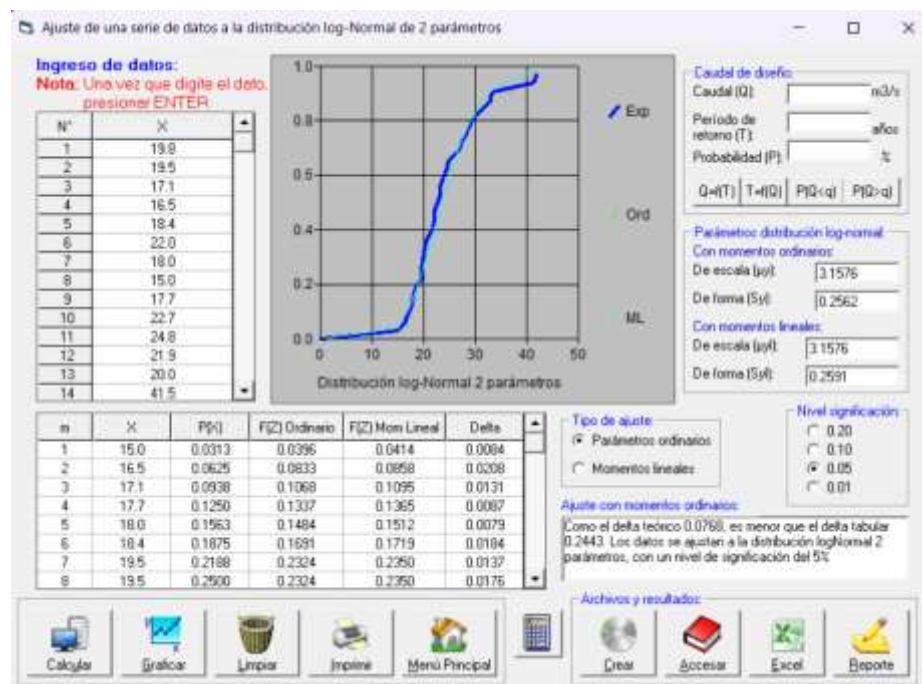 Ajuste de una serie de datos a la distribución log-Normal de 2 parámetros
Ingreso de datos:
Nota: Una vez que digite el dato,
presionar ENTER
N° X
1 19.8
2 19.5
3 17.1
4 16.5
5 18.4
6 22.0
7 18.0
8 15.0
9 17.7
10 22.7
11 24.8
12 21.9
13 20.0
14 41.5
1.0
0.8
0.6
0.4
0.2
0.0
0 10 20 30 40 50
Distribución log-Normal 2 parámetros
Exp
Ord
ML
Caudal de diseño:
Caudal (Q): m3/s
Período de
retorno (T): años
Probabilidad (P): %
Q=f(T) T=f(Q) P(Q<q) P(Q>q)
Parámetros distribución log-normal
Con momentos ordinarios:
De escala (µy): 3.1576
De forma (Sy): 0.2562
Con momentos lineales:
De escala (µyl): 3.1576
De forma (Syl): 0.2591
m X P(X) F(Z) Ordinario F(Z) Mom Lineal Delta
1 15.0 0.0313 0.0396 0.0414 0.0084
2 16.5 0.0625 0.0833 0.0858 0.0208
3 17.1 0.0938 0.1068 0.1095 0.0131
4 17.7 0.1250 0.1337 0.1365 0.0087
5 18.0 0.1563 0.1484 0.1512 0.0079
6 18.4 0.1875 0.1691 0.1719 0.0184
7 19.5 0.2188 0.2324 0.2350 0.0137
8 19.5 0.2500 0.2324 0.2350 0.0176
Tipo de ajuste:
Parámetros ordinarios
Momentos lineales
Nivel significación:
0.20
0.10
0.05
0.01
Ajuste con momentos ordinarios:
Como el delta teórico 0.0768, es menor que el delta tabular
0.2443. Los datos se ajustan a la distribución logNormal 2
parámetros, con un nivel de significación del 5%
Calcular
Graficar
Limpiar
Imprimir
Menú Principal
Archivos y resultados:
Crear
Accesar
Excel
Reporte